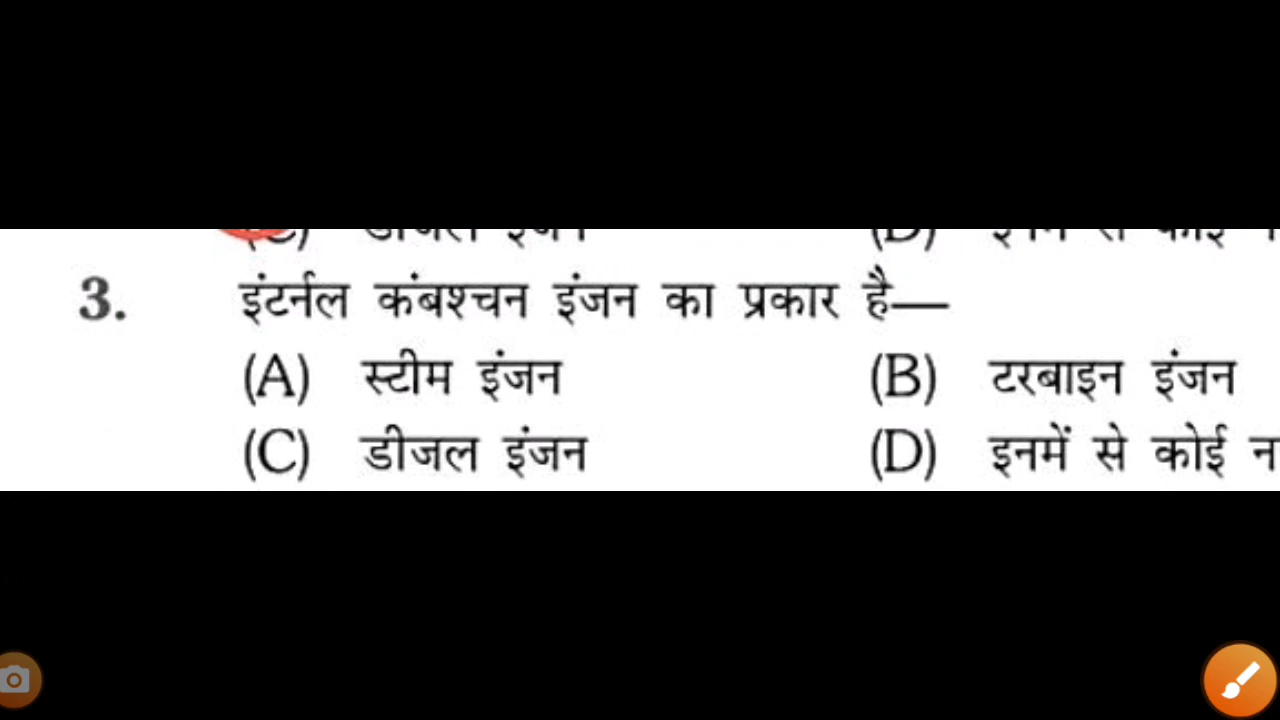 3. इंटर्नल कंबश्चन इंजन का प्रकार है—
(A) स्टीम इंजन (B) टरबाइन इंजन
(C) डीजल इंजन (D) इनमें से कोई